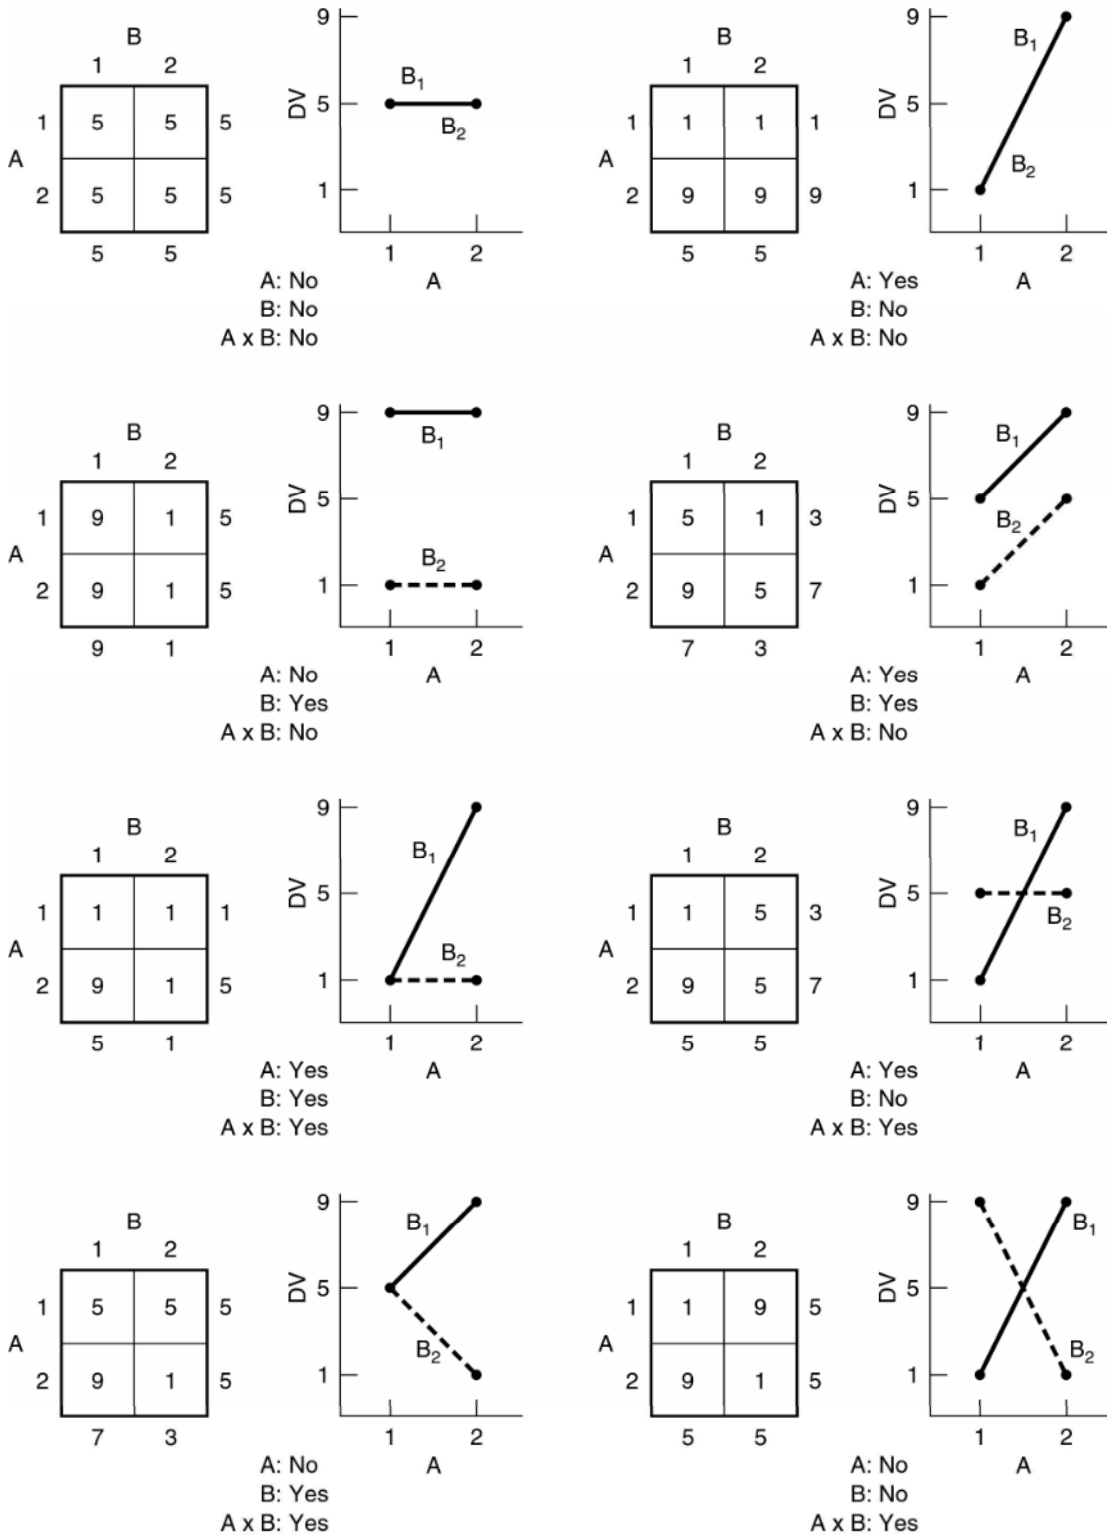 B
1 2
1 5 5 5
A
2 5 5 5
5 5
9
DV 5
1
B1
B2
1 2
A
A: No
B: No
A x B: No
B
1 2
1 1 1 1
A
2 9 9 9
5 5
9
DV 5
1
B1
B2
1 2
A
A: Yes
B: No
A x B: No
B
1 2
1 9 1 5
A
2 9 1 5
9 1
9
DV 5
1
B1
B2
1 2
A
A: No
B: Yes
A x B: No
B
1 2
1 5 1 3
A
2 9 5 7
7 3
9
DV 5
1
B1
B2
1 2
A
A: Yes
B: Yes
A x B: No
B
1 2
1 1 1 1
A
2 9 1 5
5 1
9
DV 5
1
B1
B2
1 2
A
A: Yes
B: Yes
A x B: Yes
B
1 2
1 1 5 3
A
2 9 5 7
5 5
9
DV 5
1
B1
B2
1 2
A
A: Yes
B: No
A x B: Yes
B
1 2
1 5 5 5
A
2 9 1 5
7 3
9
DV 5
1
B1
B2
1 2
A
A: No
B: Yes
A x B: Yes
B
1 2
1 1 9 5
A
2 9 1 5
5 5
9
DV 5
1
B1
B2
1 2
A
A: No
B: No
A x B: Yes